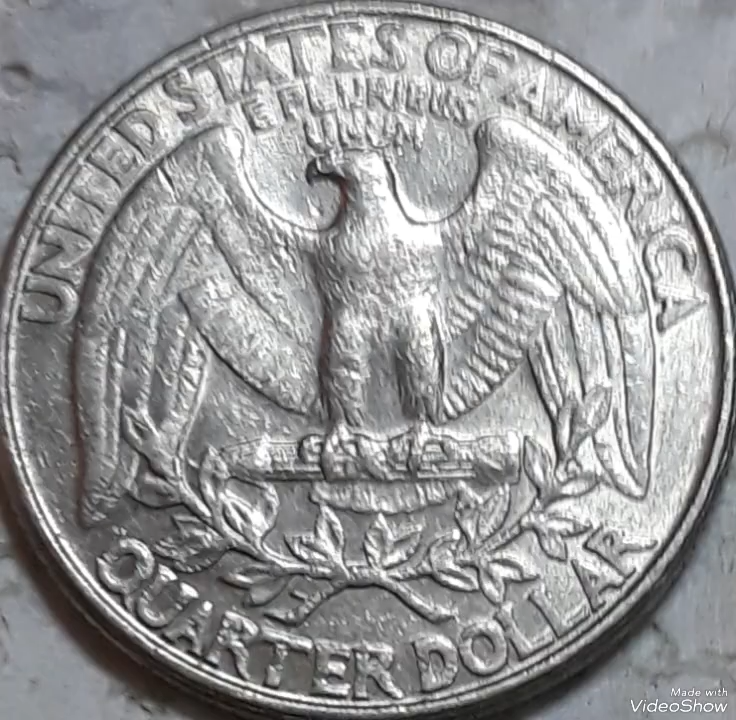 UNITED STATES OF AMERICA
E PLURIBUS
UNUM
QUARTER DOLLAR
Made with
VideoShow